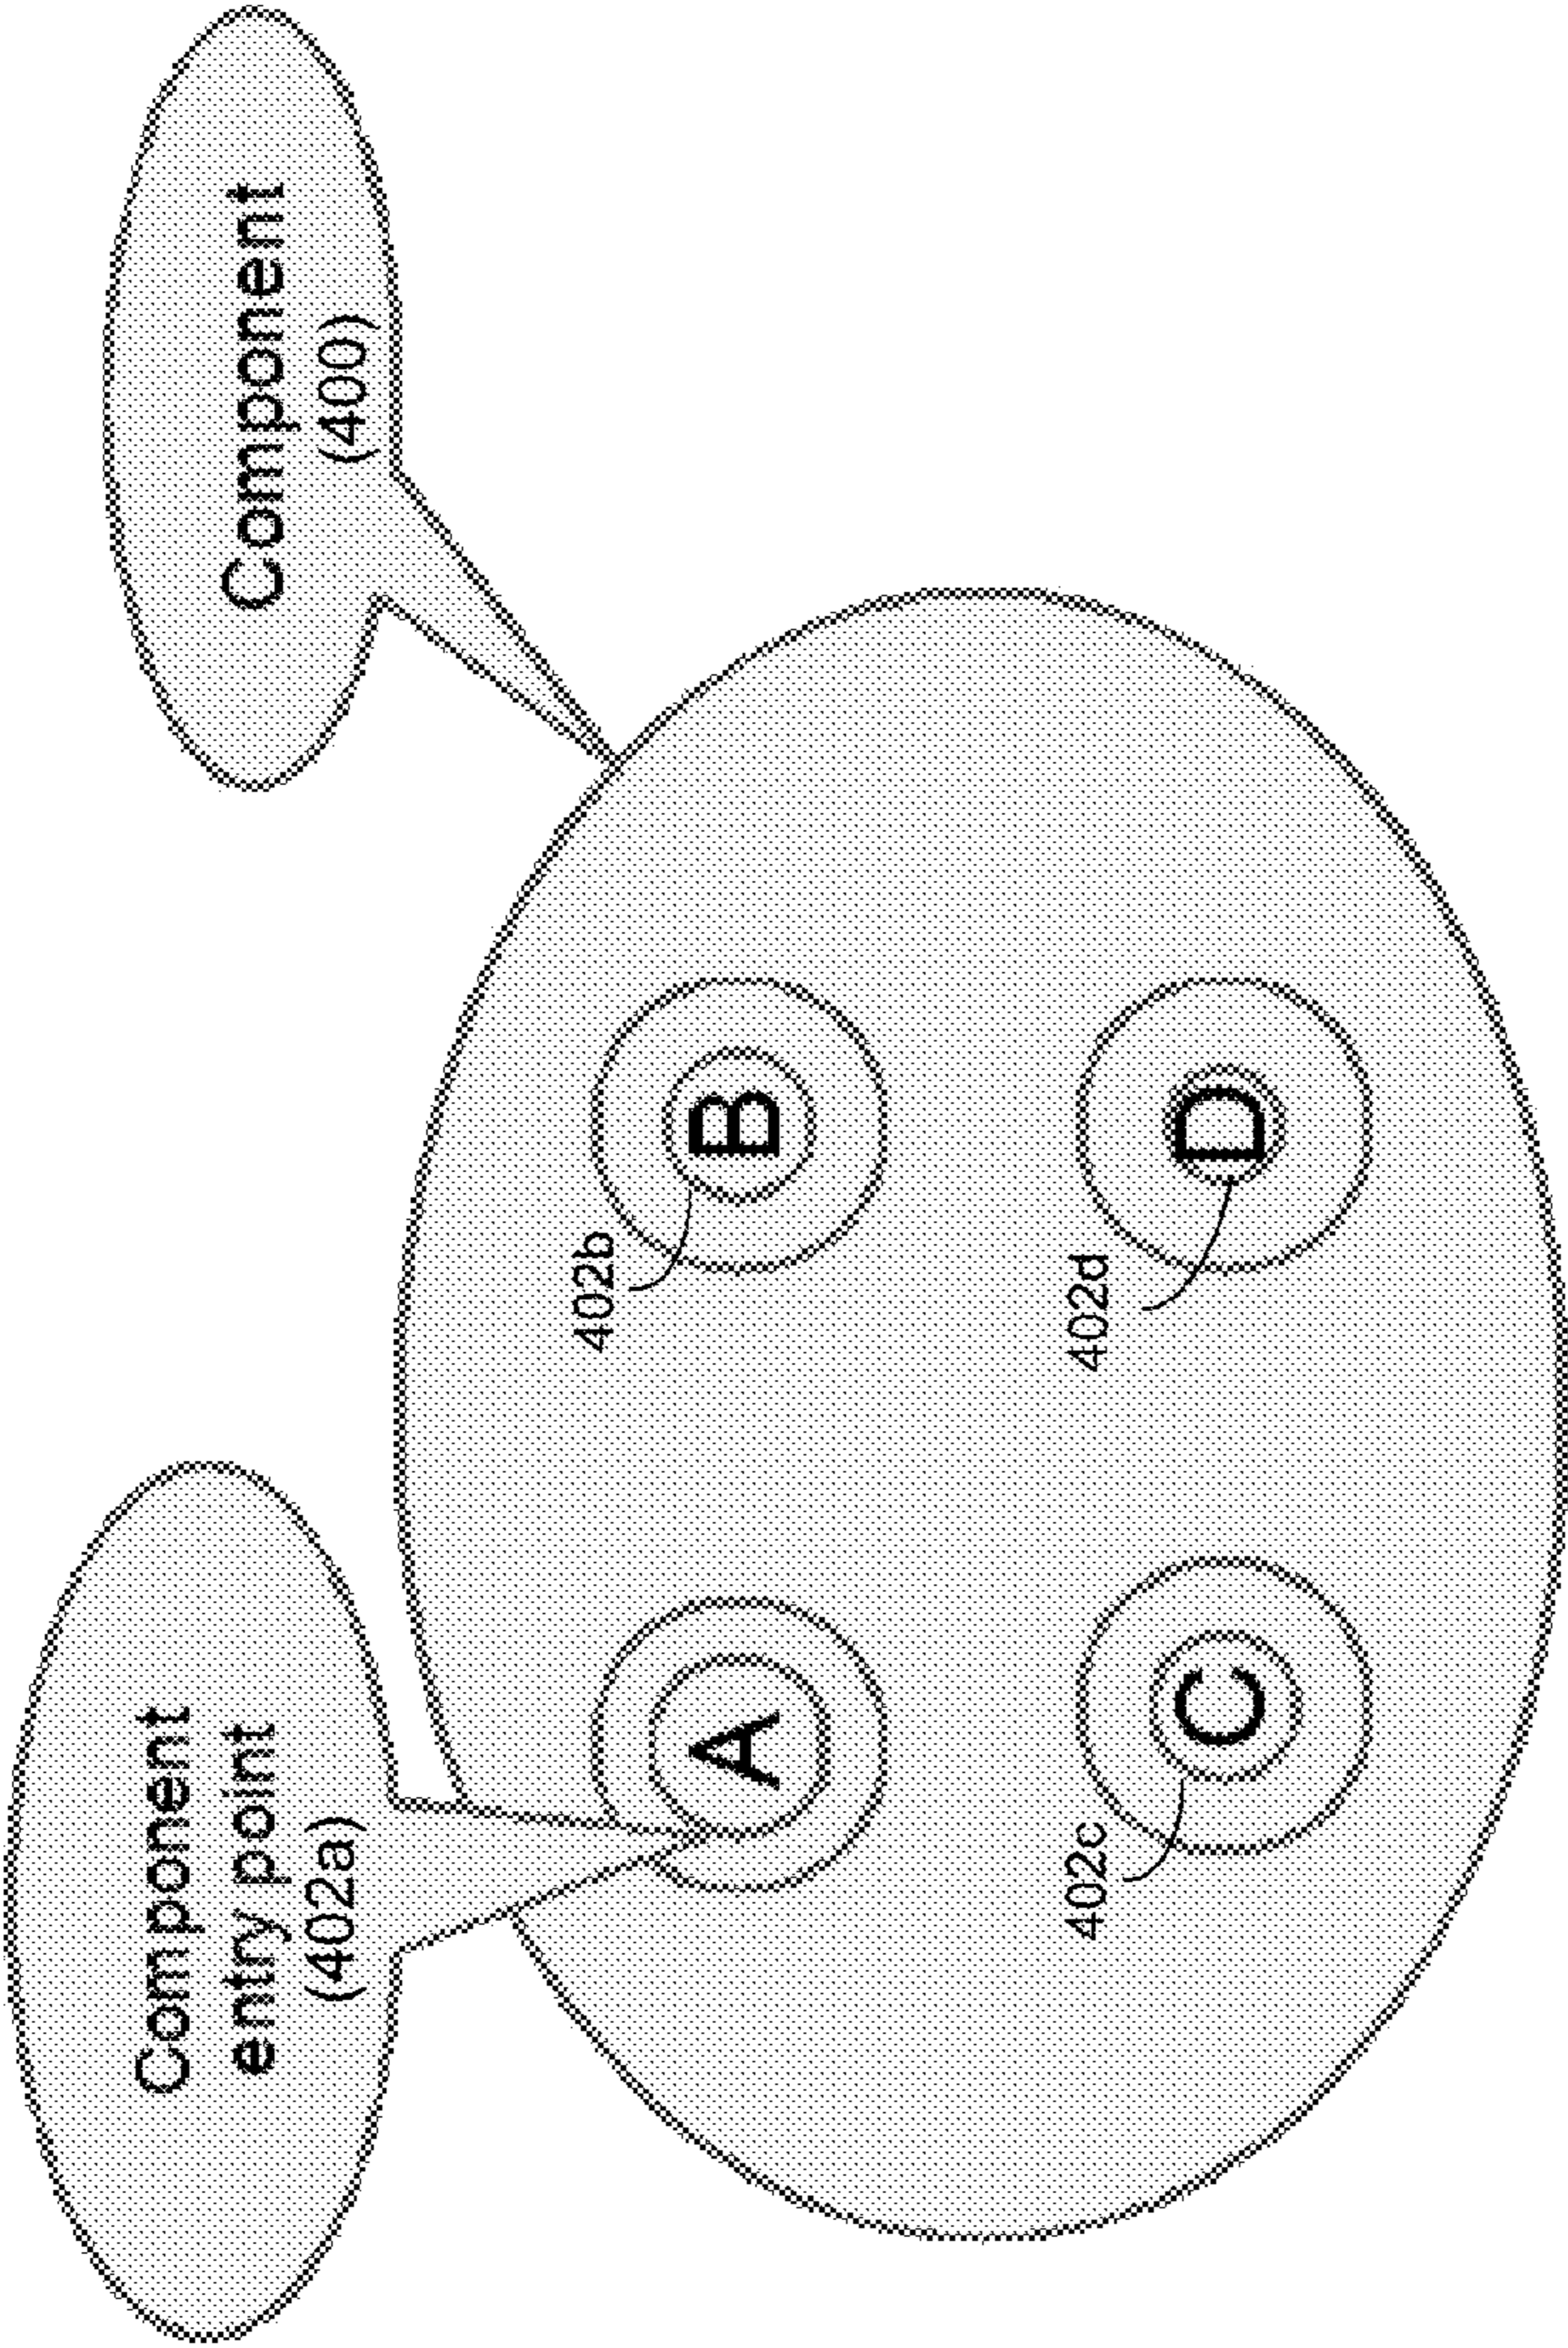 Component
entry point
(402a)
Component
(400)
A
402b
B
402c
C
402d
D